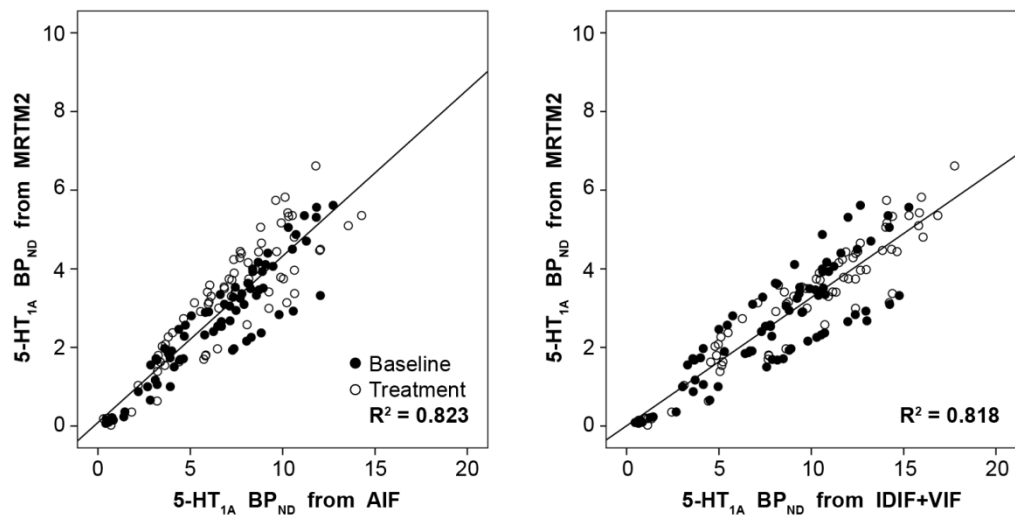 10
8
6
4
2
0
5-HT1A BPND from MRTM2
Baseline
Treatment
R2 = 0.823
0 5 10 15 20
5-HT1A BPND from AIF
10
8
6
4
2
0
5-HT1A BPND from MRTM2
R2 = 0.818
0 5 10 15 20
5-HT1A BPND from IDIF+VIF